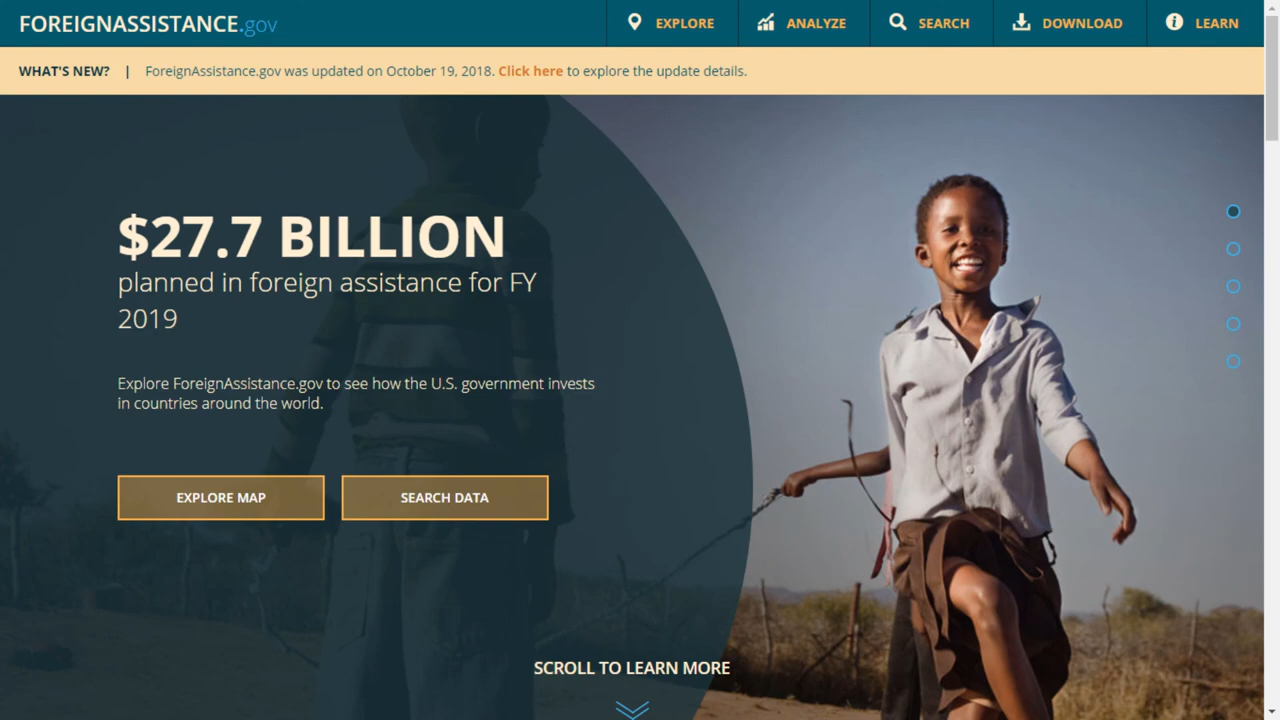 FOREIGNASSISTANCE.gov
EXPLORE
ANALYZE
SEARCH
DOWNLOAD
LEARN
WHAT'S NEW? | ForeignAssistance.gov was updated on October 19, 2018. Click here to explore the update details.
$27.7 BILLION
planned in foreign assistance for FY
2019
Explore ForeignAssistance.gov to see how the U.S. government invests
in countries around the world.
EXPLORE MAP
SEARCH DATA
SCROLL TO LEARN MORE